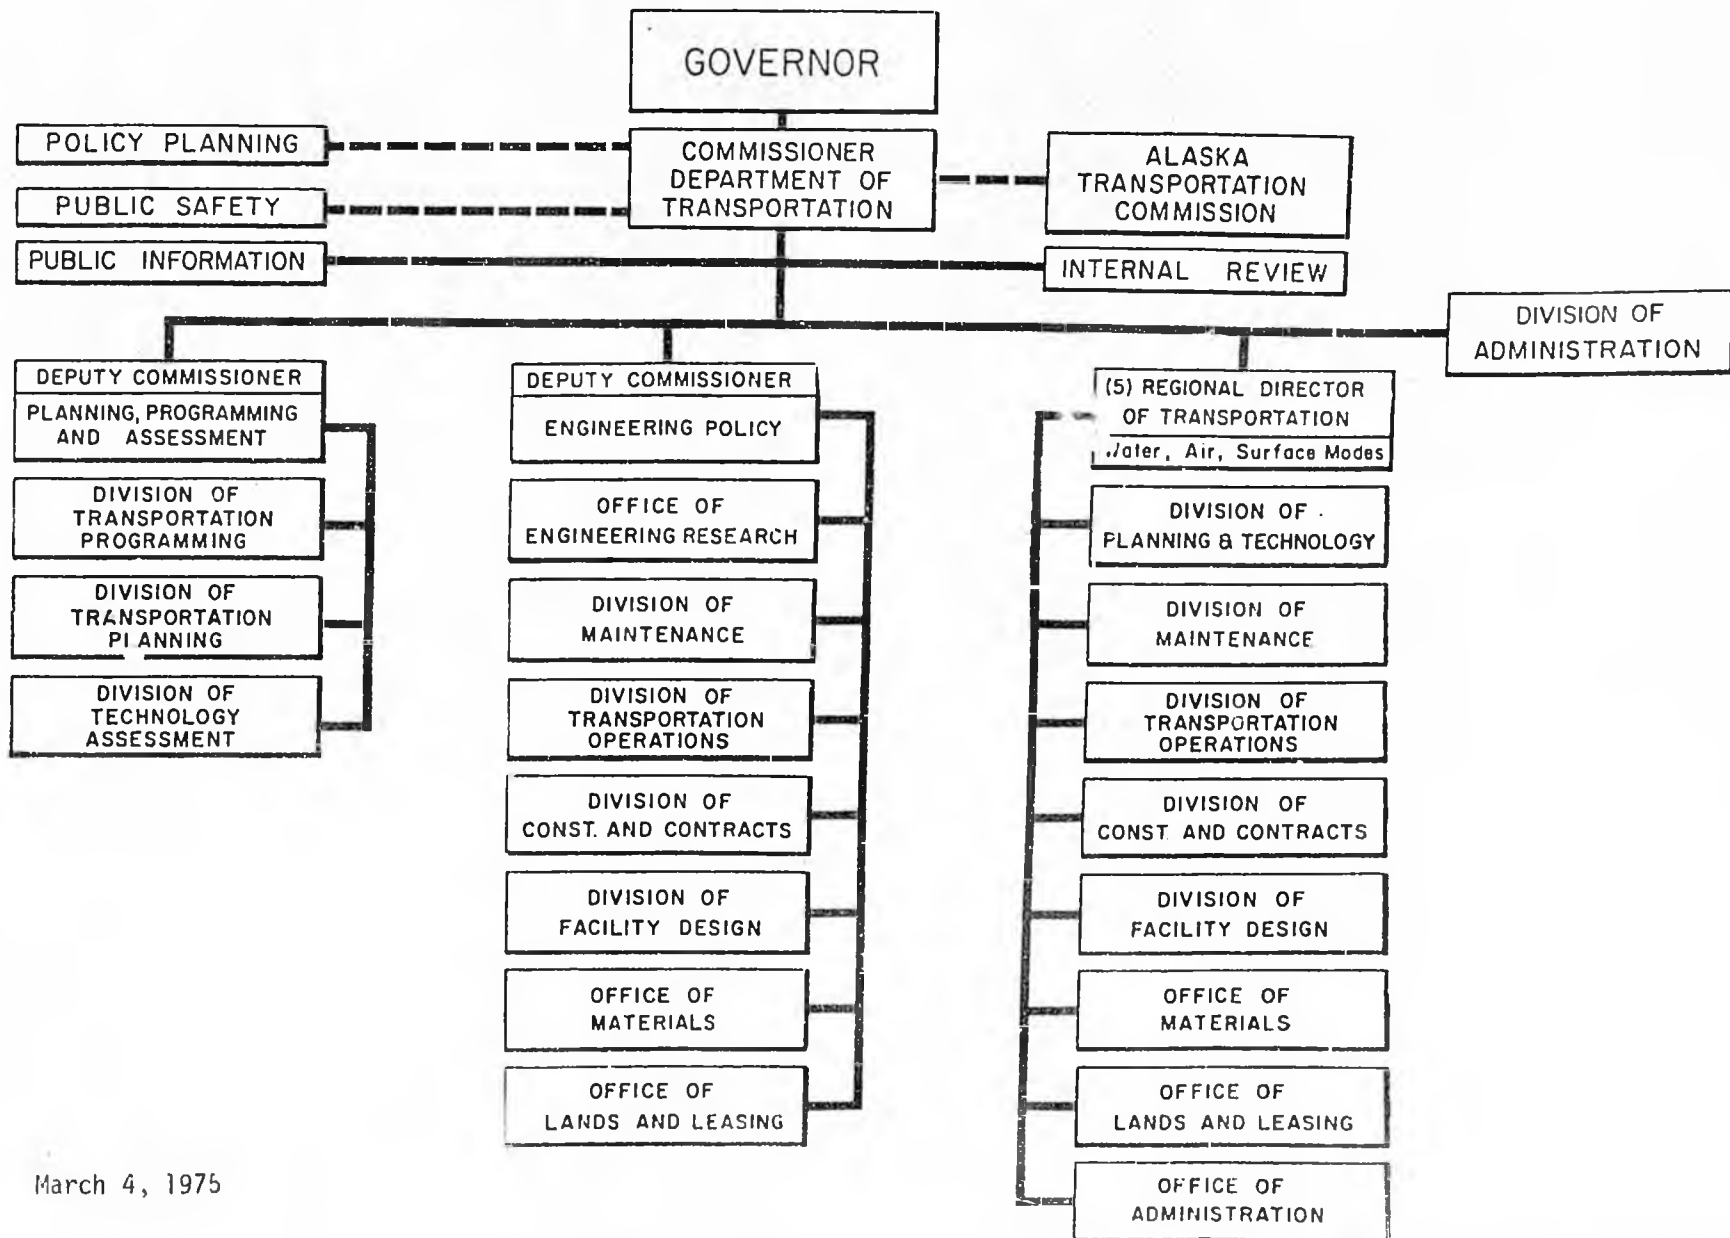 GOVERNOR
POLICY PLANNING
COMMISSIONER
DEPARTMENT OF
TRANSPORTATION
ALASKA
TRANSPORTATION
COMMISSION
PUBLIC SAFETY
PUBLIC INFORMATION
INTERNAL REVIEW
DIVISION OF
ADMINISTRATION
DEPUTY COMMISSIONER
PLANNING, PROGRAMMING
AND ASSESSMENT
DIVISION OF
TRANSPORTATION
PROGRAMMING
DIVISION OF
TRANSPORTATION
PLANNING
DIVISION OF
TECHNOLOGY
ASSESSMENT
DEPUTY COMMISSIONER
ENGINEERING POLICY
OFFICE OF
ENGINEERING RESEARCH
DIVISION OF
MAINTENANCE
DIVISION OF
TRANSPORTATION
OPERATIONS
DIVISION OF
CONST. AND CONTRACTS
DIVISION OF
FACILITY DESIGN
OFFICE OF
MATERIALS
OFFICE OF
LANDS AND LEASING
(5) REGIONAL DIRECTOR
OF TRANSPORTATION
Water, Air, Surface Modes
DIVISION OF
PLANNING & TECHNOLOGY
DIVISION OF
MAINTENANCE
DIVISION OF
TRANSPORTATION
OPERATIONS
DIVISION OF
CONST. AND CONTRACTS
DIVISION OF
FACILITY DESIGN
OFFICE OF
MATERIALS
OFFICE OF
LANDS AND LEASING
OFFICE OF
ADMINISTRATION
March 4, 1975